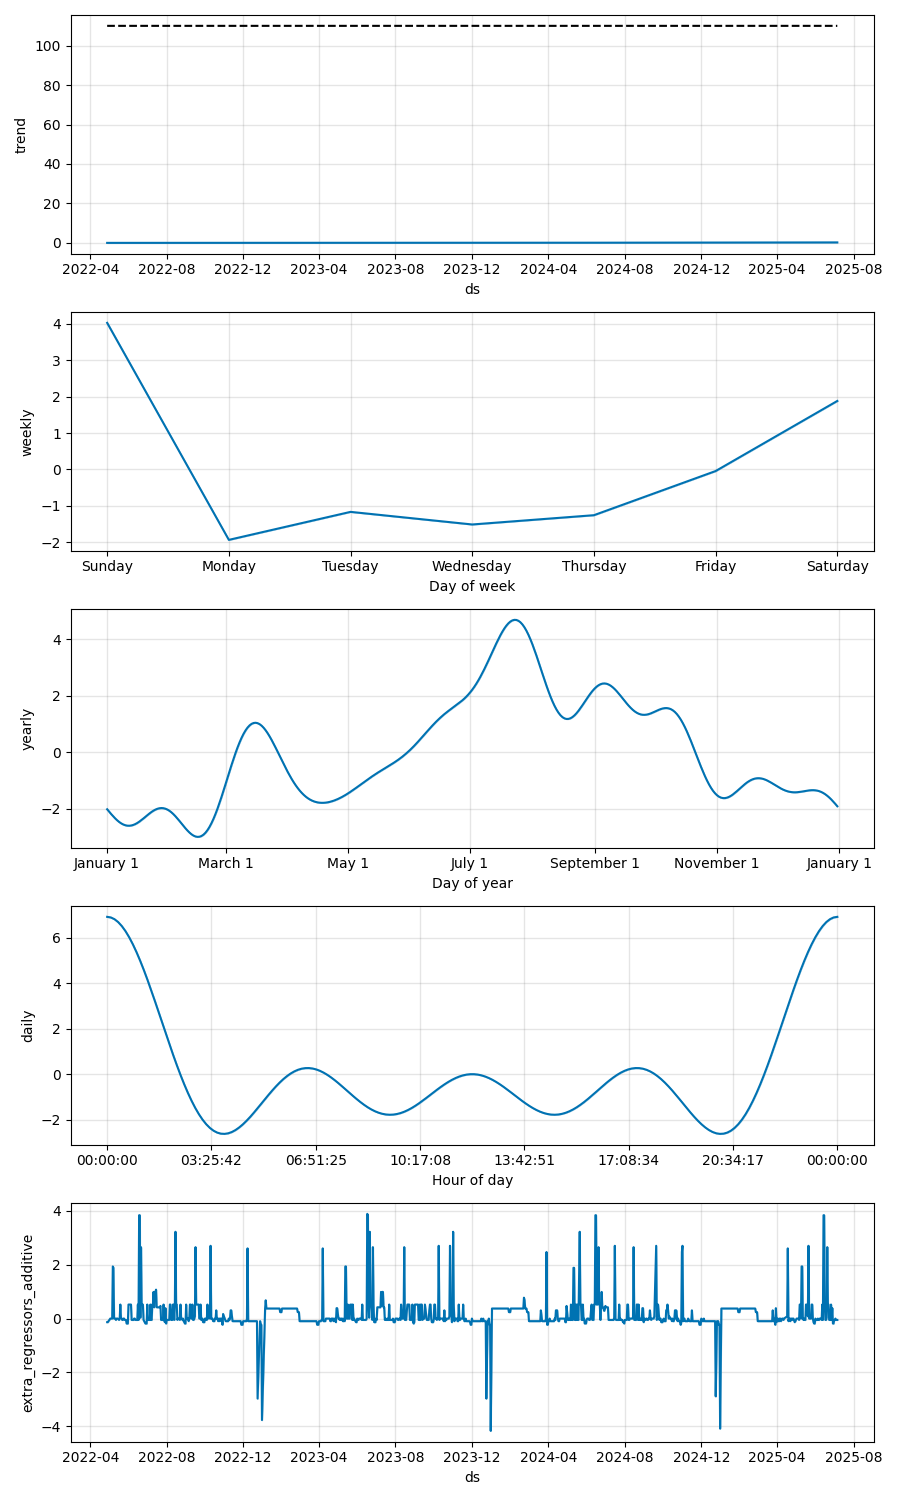 100
80
60
40
20
0
trend
2022-04 2022-08 2022-12 2023-04 2023-08 2023-12 2024-04 2024-08 2024-12 2025-04 2025-08
ds
4
3
2
1
0
−1
−2
weekly
Sunday Monday Tuesday Wednesday Thursday Friday Saturday
Day of week
4
2
0
−2
yearly
January 1 March 1 May 1 July 1 September 1 November 1 January 1
Day of year
6
4
2
0
−2
daily
00:00:00 03:25:42 06:51:25 10:17:08 13:42:51 17:08:34 20:34:17 00:00:00
Hour of day
4
2
0
−2
−4
extra_regressors_additive
2022-04 2022-08 2022-12 2023-04 2023-08 2023-12 2024-04 2024-08 2024-12 2025-04 2025-08
ds